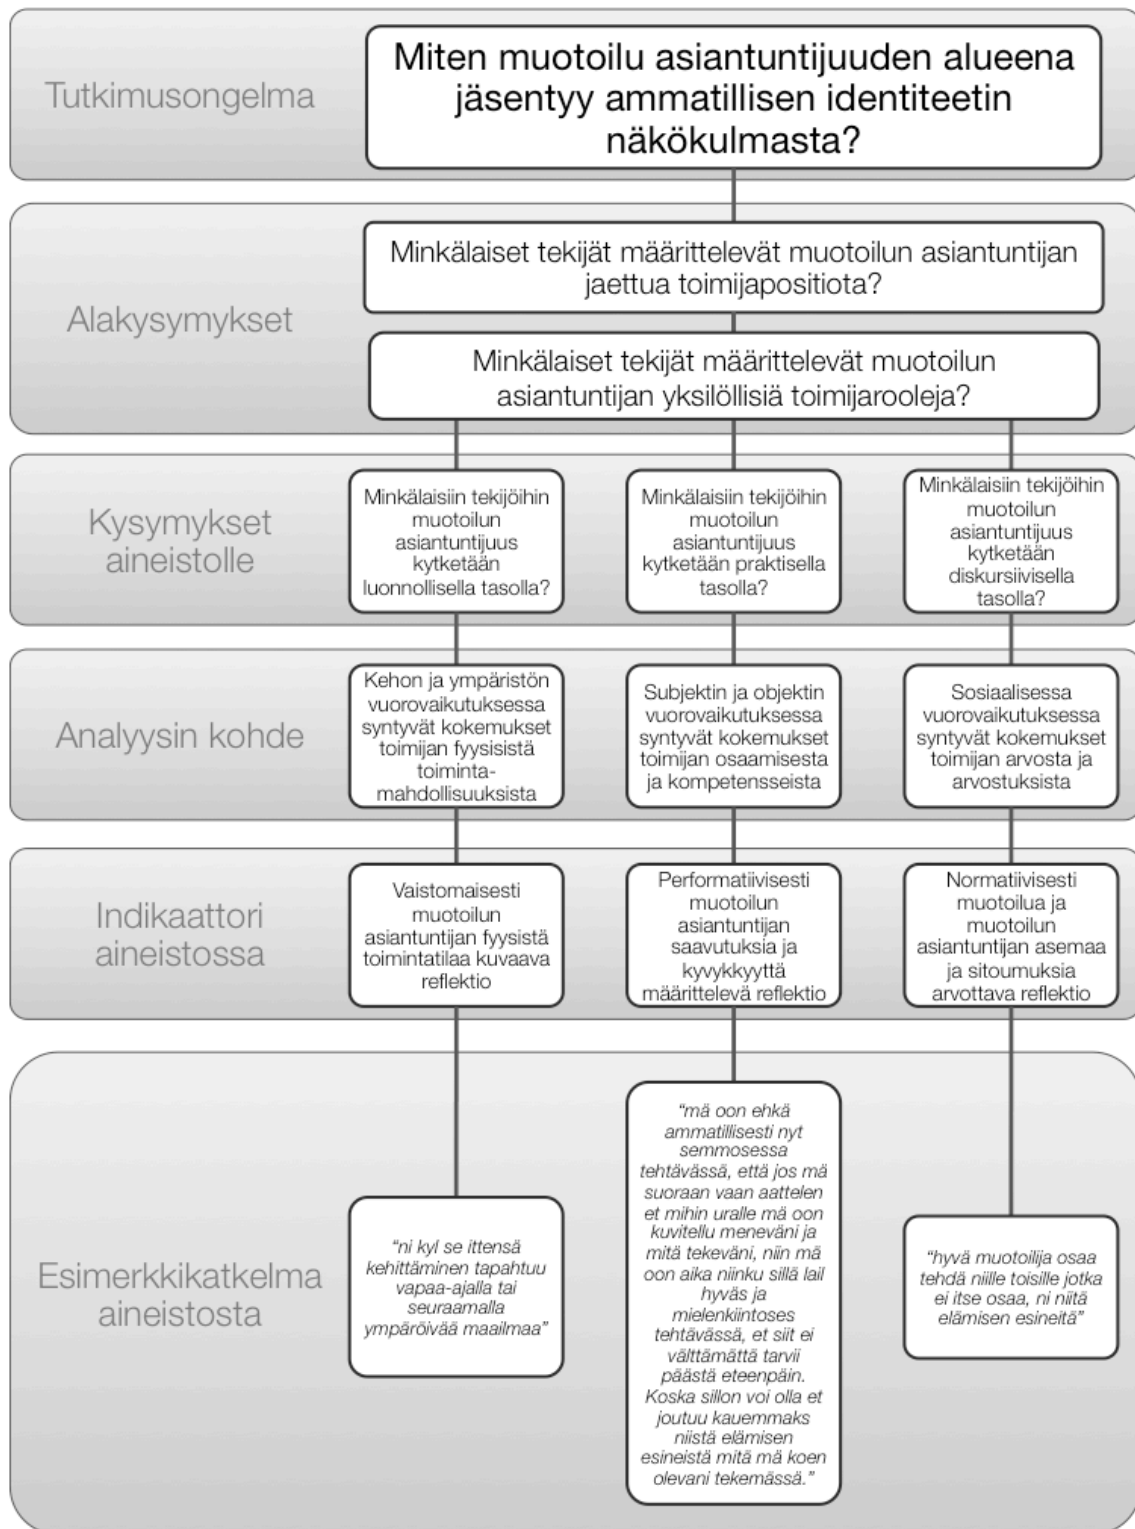 Tutkimusongelma
Miten muotoilu asiantuntijuuden alueena
jäsentyy ammatillisen identiteetin
näkökulmasta?
Alakysymykset
Minkälaiset tekijät määrittelevät muotoilun asiantuntijan
jaettua toimijapositiota?
Minkälaiset tekijät määrittelevät muotoilun
asiantuntijan yksilöllisiä toimijarooleja?
Kysymykset
aineistolle
Minkälaisiin tekijöihin
muotoilun
asiantuntijuus
kytketään
luonnollisella tasolla?
Minkälaisiin tekijöihin
muotoilun
asiantuntijuus
kytketään praktisella
tasolla?
Minkälaisiin tekijöihin
muotoilun
asiantuntijuus
kytketään
diskursiivisella
tasolla?
Analyysin kohde
Kehon ja ympäristön
vuorovaikutuksessa
syntyvät kokemukset
toimijan fyysisistä
toiminta-
mahdollisuuksista
Subjektin ja objektin
vuorovaikutuksessa
syntyvät kokemukset
toimijan osaamisesta
ja kompetensseista
Sosiaalisessa
vuorovaikutuksessa
syntyvät kokemukset
toimijan arvosta ja
arvostuksista
Indikaattori
aineistossa
Vaistomaisesti
muotoilun
asiantuntijan fyysistä
toimintatilaa kuvaava
reflektio
Performatiivisesti
muotoilun
asiantuntijan
saavutuksia ja
kyvykkyyttä
määrittelevä reflektio
Normatiivisesti
muotoilua ja
muotoilun
asiantuntijan asemaa
ja sitoumuksia
arvottava reflektio
Esimerkkikatkelma
aineistosta
“ni kyl se ittensä
kehittäminen tapahtuu
vapaa-ajalla tai
seuraamalla
ympäröivää maailmaa”
“mä oon ehkä
ammatillisesti nyt
semmosessa
tehtävässä, että jos mä
suoraan vaan aattelen
et mihin uralle mä oon
kuvitellu meneväni ja
mitä tekeväni, niin mä
oon aika niinku sillä lail
hyväs ja
mielenkiintoses
tehtävässä, et siit ei
välttämättä tarvii
päästä eteenpäin.
Koska sillon voi olla et
joutuu kauemmaks
niistä elämisen
esineistä mitä mä koen
olevani tekemässä.”
“hyvä muotoilija osaa
tehdä niille toisille jotka
ei itse osaa, ni niitä
elämisen esineitä”